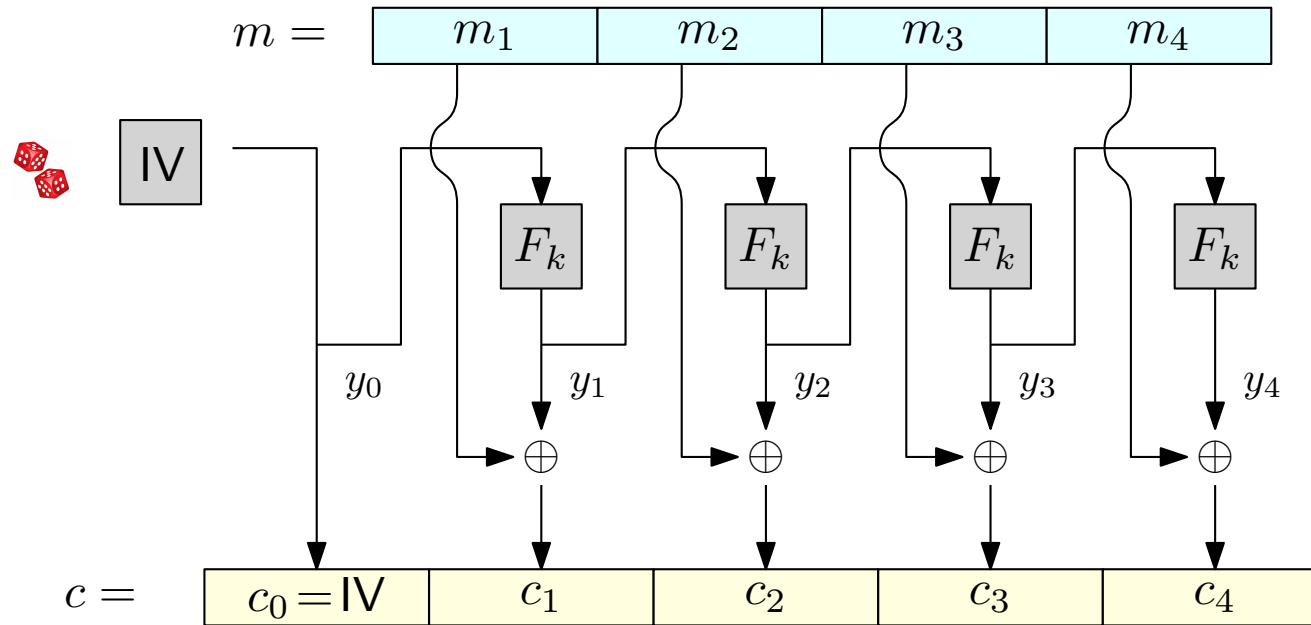 m = m₁ m₂ m₃ m₄
IV
Fₖ Fₖ Fₖ Fₖ
y₀ y₁ y₂ y₃ y₄
c = c₀ = IV c₁ c₂ c₃ c₄